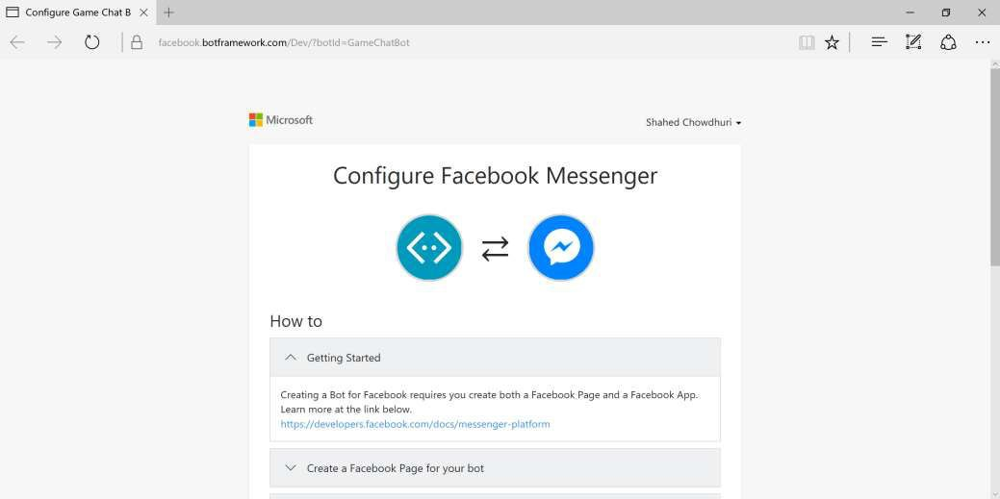 Configure Game Chat B
facebook.botframework.com/Dev/?botId=GameChatBot
Microsoft
Shahed Chowdhuri
Configure Facebook Messenger
How to
Getting Started
Creating a Bot for Facebook requires you create both a Facebook Page and a Facebook App.
Learn more at the link below.
https://developers.facebook.com/docs/messenger-platform
Create a Facebook Page for your bot